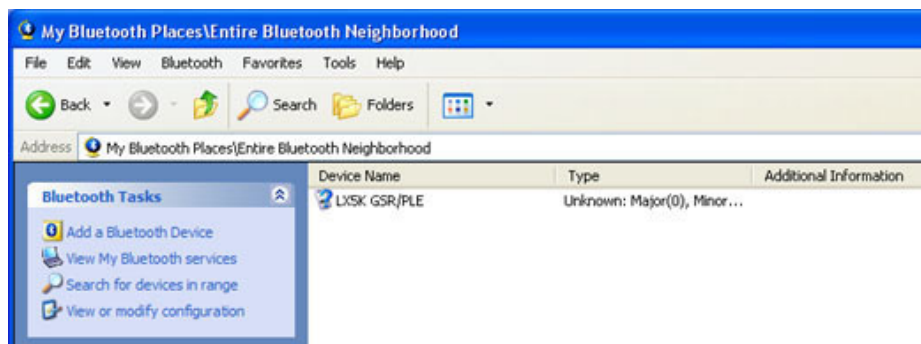 My Bluetooth Places\Entire Bluetooth Neighborhood
File Edit View Bluetooth Favorites Tools Help
Back Search Folders
Address My Bluetooth Places\Entire Bluetooth Neighborhood
Device Name Type Additional Information
Bluetooth Tasks
LX5K GSR/PLE Unknown: Major(0), Minor...
Add a Bluetooth Device
View My Bluetooth services
Search for devices in range
View or modify configuration